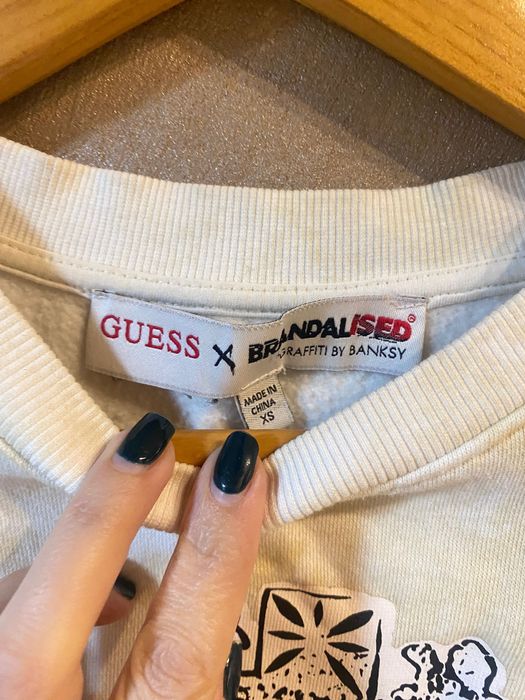 GUESS X BRANDALISED®
GRAFFITI BY BANKSY
MADE IN
CHINA
XS